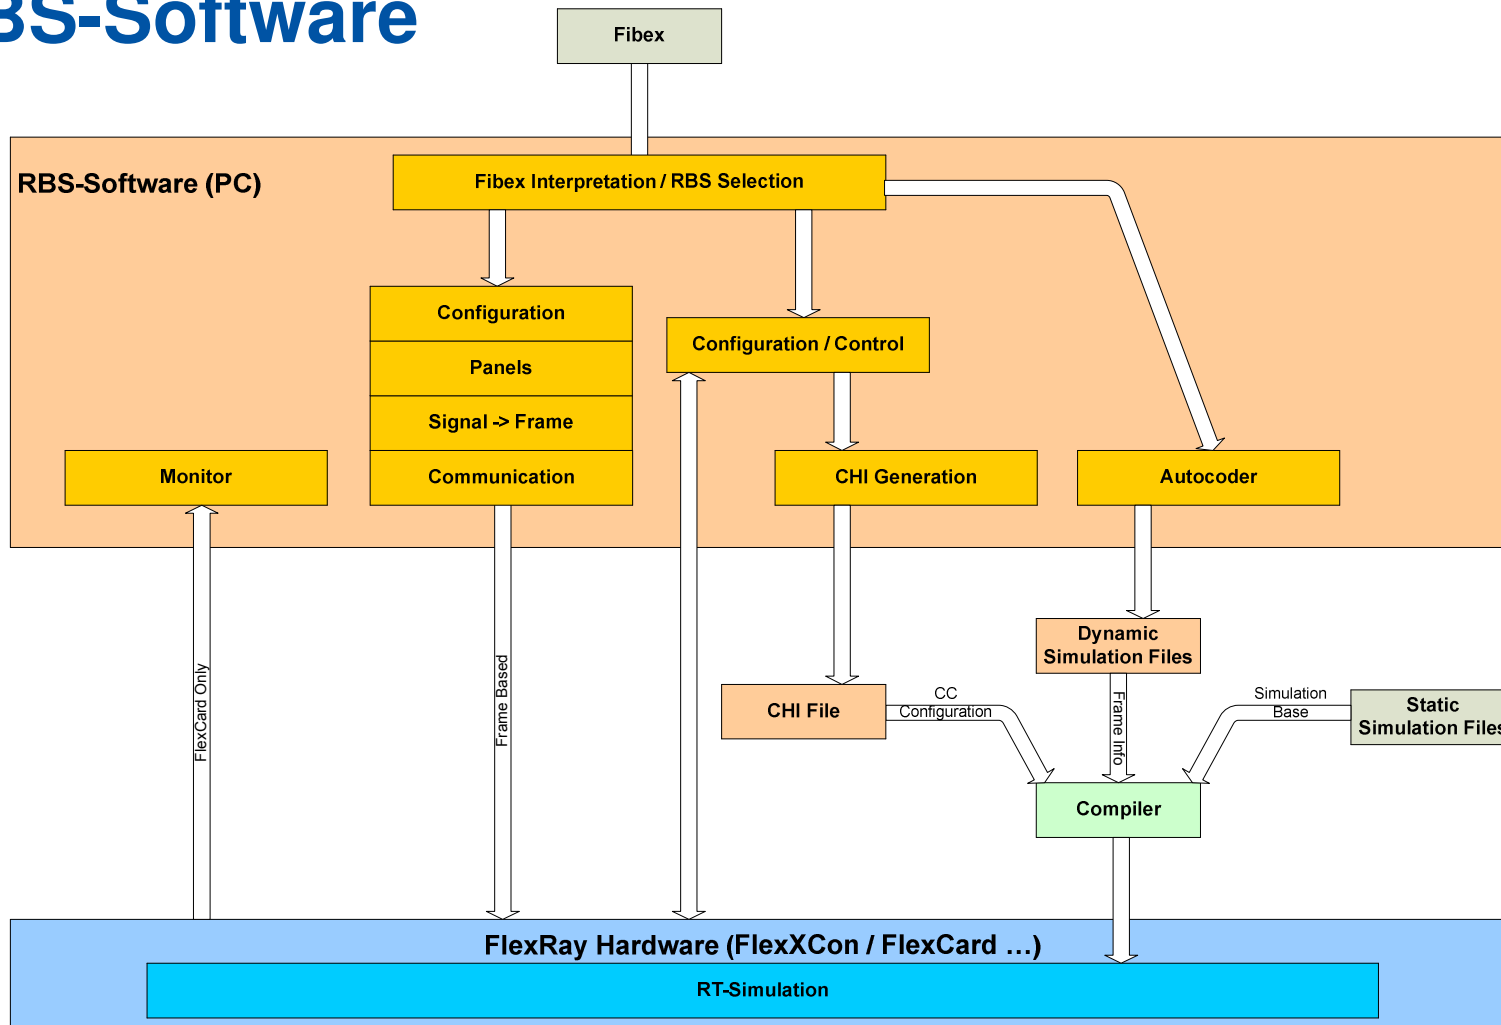 BS-Software
Fibex
RBS-Software (PC)
Fibex Interpretation / RBS Selection
Configuration
Configuration / Control
Panels
Signal -> Frame
Monitor
Communication
CHI Generation
Autocoder
Dynamic
Simulation Files
FlexCard Only
Frame Based
CHI File
CC
Configuration
Frame Info
Simulation
Base
Static
Simulation Files
Compiler
FlexRay Hardware (FlexXCon / FlexCard ...)
RT-Simulation